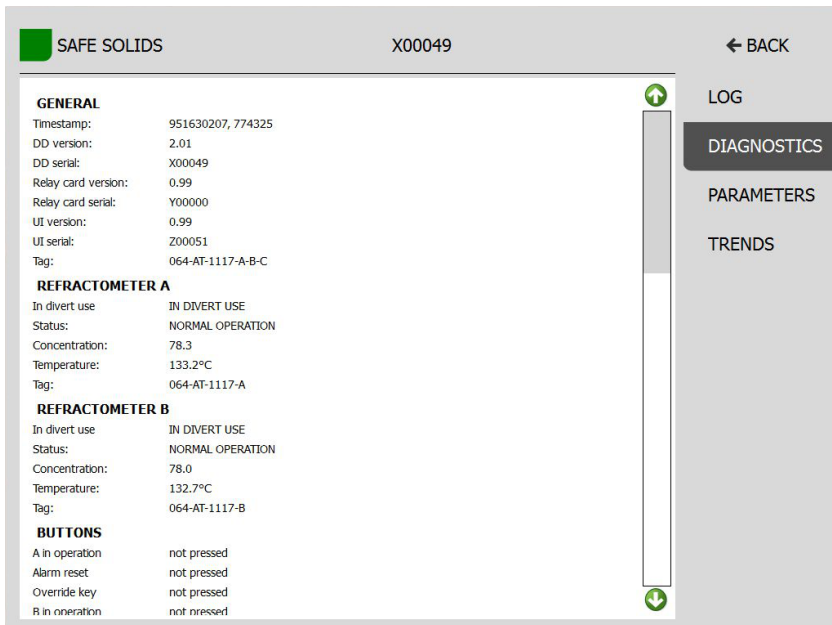 SAFE SOLIDS X00049 ← BACK
LOG
DIAGNOSTICS
PARAMETERS
TRENDS
GENERAL
Timestamp: 951630207, 774325
DD version: 2.01
DD serial: X00049
Relay card version: 0.99
Relay card serial: Y00000
UI version: 0.99
UI serial: Z00051
Tag: 064-AT-1117-A-B-C
REFRACTOMETER A
In divert use IN DIVERT USE
Status: NORMAL OPERATION
Concentration: 78.3
Temperature: 133.2°C
Tag: 064-AT-1117-A
REFRACTOMETER B
In divert use IN DIVERT USE
Status: NORMAL OPERATION
Concentration: 78.0
Temperature: 132.7°C
Tag: 064-AT-1117-B
BUTTONS
A in operation not pressed
Alarm reset not pressed
Override key not pressed
B in operation not pressed